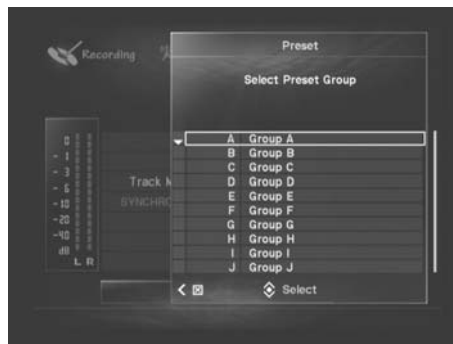 Recording
Preset
Select Preset Group
A Group A
B Group B
C Group C
D Group D
E Group E
F Group F
G Group G
H Group H
I Group I
J Group J
Select
0
- 1
- 3
- 6
- 10
-20
-40
dB
L R
Track M
SYNCHRO